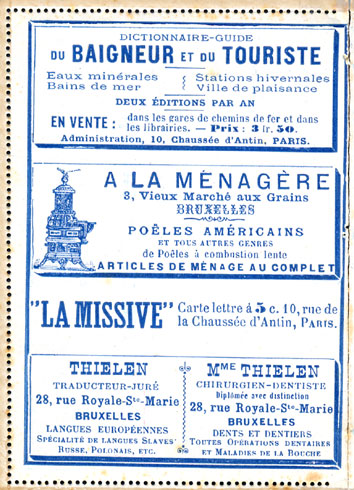 DICTIONNAIRE-GUIDE
DU BAIGNEUR ET DU TOURISTE
Eaux minérales
Bains de mer
Stations hivernales
Ville de plaisance
DEUX ÉDITIONS PAR AN
EN VENTE : dans les gares de chemins de fer et dans
les librairies. — Prix : 3 fr. 50.
Administration, 10, Chaussée d'Antin, PARIS.
A LA MÉNAGÈRE
3, Vieux Marché aux Grains
BRUXELLES
POËLES AMÉRICAINS
ET TOUS AUTRES GENRES
de Poêles à combustion lente
ARTICLES DE MÉNAGE AU COMPLET
"LA MISSIVE" Carte lettre à 5 c. 10, rue de
la Chaussée d'Antin, PARIS.
THIELEN
TRADUCTEUR-JURÉ
28, rue Royale-Ste-Marie
BRUXELLES
LANGUES EUROPÉENNES
SPÉCIALITÉ DE LANGUES SLAVES
RUSSE, POLONAIS, ETC.
MME THIELEN
CHIRURGIEN-DENTISTE
Diplômée avec distinction
28, rue Royale-Ste-Marie
BRUXELLES
DENTS ET DENTIERS
TOUTES OPÉRATIONS DENTAIRES
ET MALADIES DE LA BOUCHE